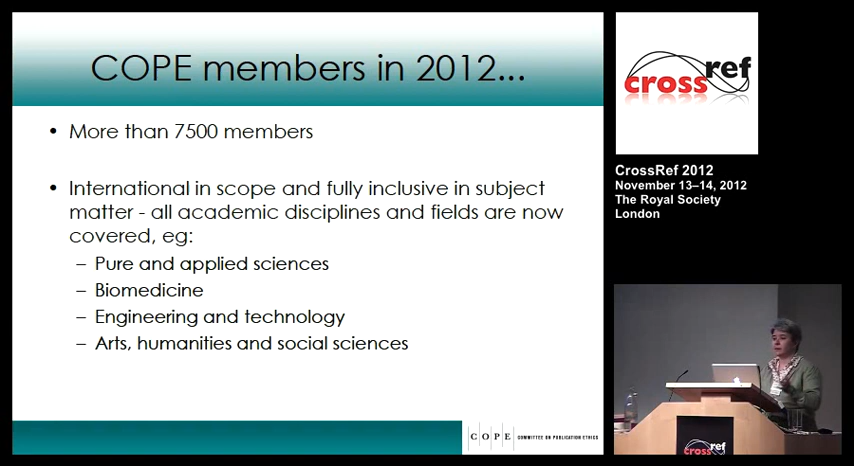 COPE members in 2012...
• More than 7500 members
• International in scope and fully inclusive in subject
matter - all academic disciplines and fields are now
covered, eg:
– Pure and applied sciences
– Biomedicine
– Engineering and technology
– Arts, humanities and social sciences
C O P E COMMITTEE ON PUBLICATION ETHICS
crossref
CrossRef 2012
November 13–14, 2012
The Royal Society
London
crossref